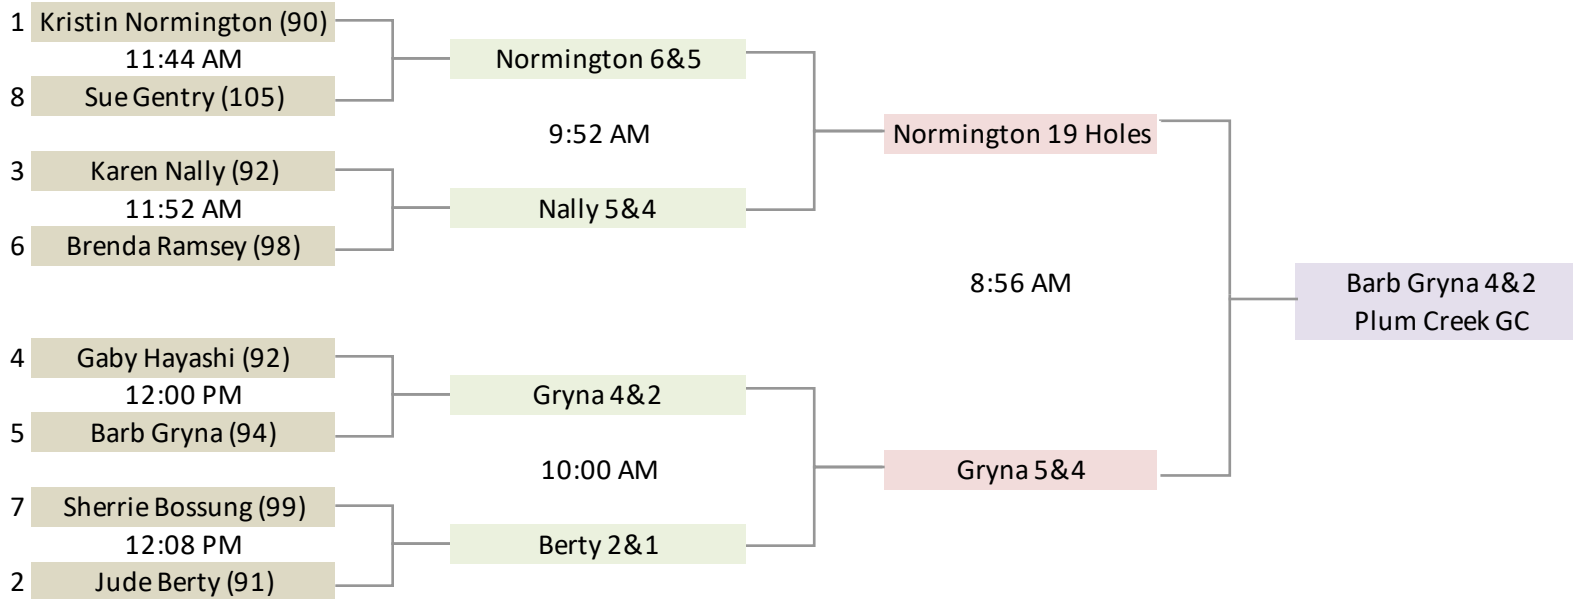 1 Kristin Normington (90)
11:44 AM
8 Sue Gentry (105)
3 Karen Nally (92)
11:52 AM
6 Brenda Ramsey (98)
4 Gaby Hayashi (92)
12:00 PM
5 Barb Gryna (94)
7 Sherrie Bossung (99)
12:08 PM
2 Jude Berty (91)
Normington 6&5
9:52 AM
Nally 5&4
Gryna 4&2
10:00 AM
Berty 2&1
Normington 19 Holes
8:56 AM
Gryna 5&4
Barb Gryna 4&2
Plum Creek GC